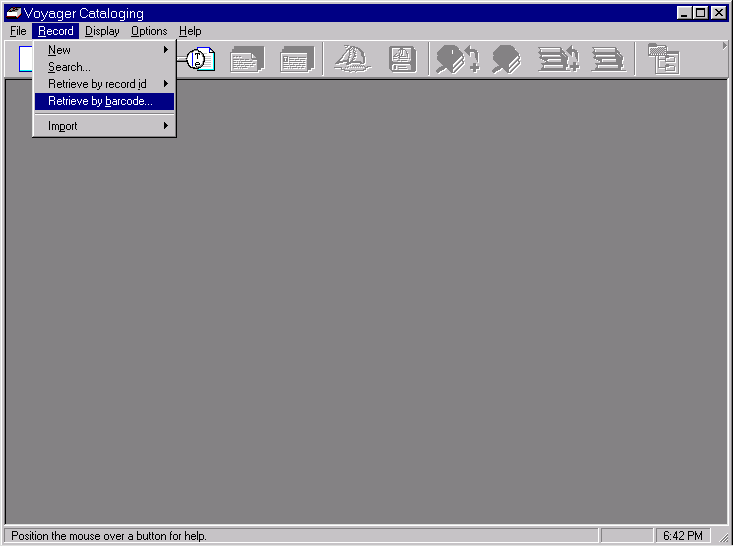 Voyager Cataloging
File Record Display Options Help
New
Search...
Retrieve by record id
Retrieve by barcode...
Import
Position the mouse over a button for help.
6:42 PM